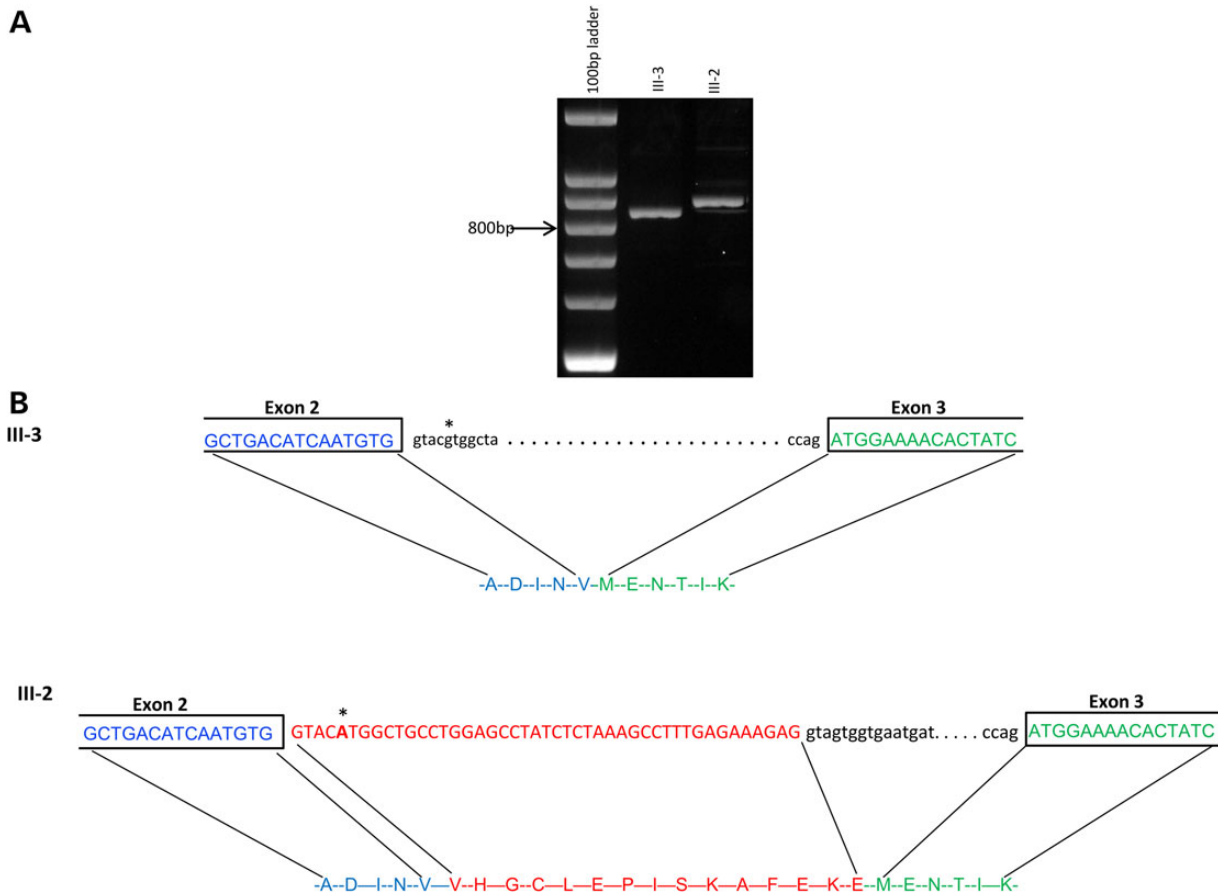 A
100bp ladder
III-3
III-2
800bp
B
III-3
Exon 2
Exon 3
*
GCTGACATCAATGTG gtacgtggcta . . . . . . . . . . . . . . . . . . . . . . . ccag ATGGAAAACACTATC
-A--D--I--N--V--M--E--N--T--I--K-
III-2
Exon 2
Exon 3
*
GCTGACATCAATGTG GTACATGGCTGCCTGGAGCCTATCTCTAAAGCCTTTGAGAAAGAG gtagtggtgaatgat. . . . . ccag ATGGAAAACACTATC
-A--D—I--N--V—V--H—G--C—L—E—P—I—S—K—A—F—E—K—E--M—E--N--T--I—K-